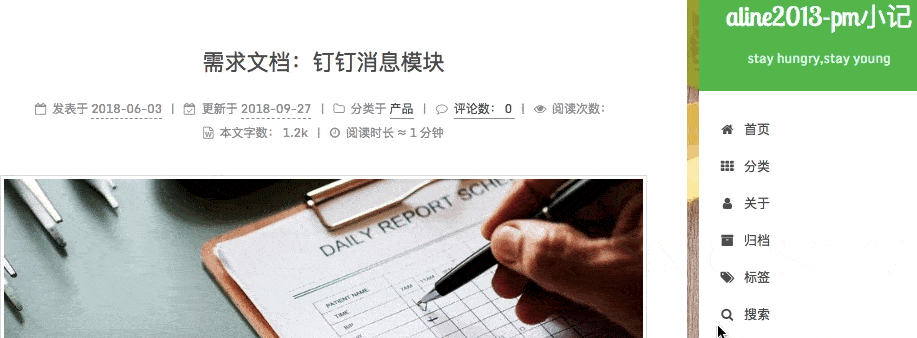 需求文档：钉钉消息模块
发表于 2018-06-03 | 更新于 2018-09-27 | 分类于 产品 | 评论数： 0 | 阅读次数：
本文字数： 1.2k | 阅读时长 ≈ 1 分钟
DAILY REPORT SCHE
PATIENT NAME
TIME
aline2013-pm小记
stay hungry,stay young
首页
分类
关于
归档
标签
搜索